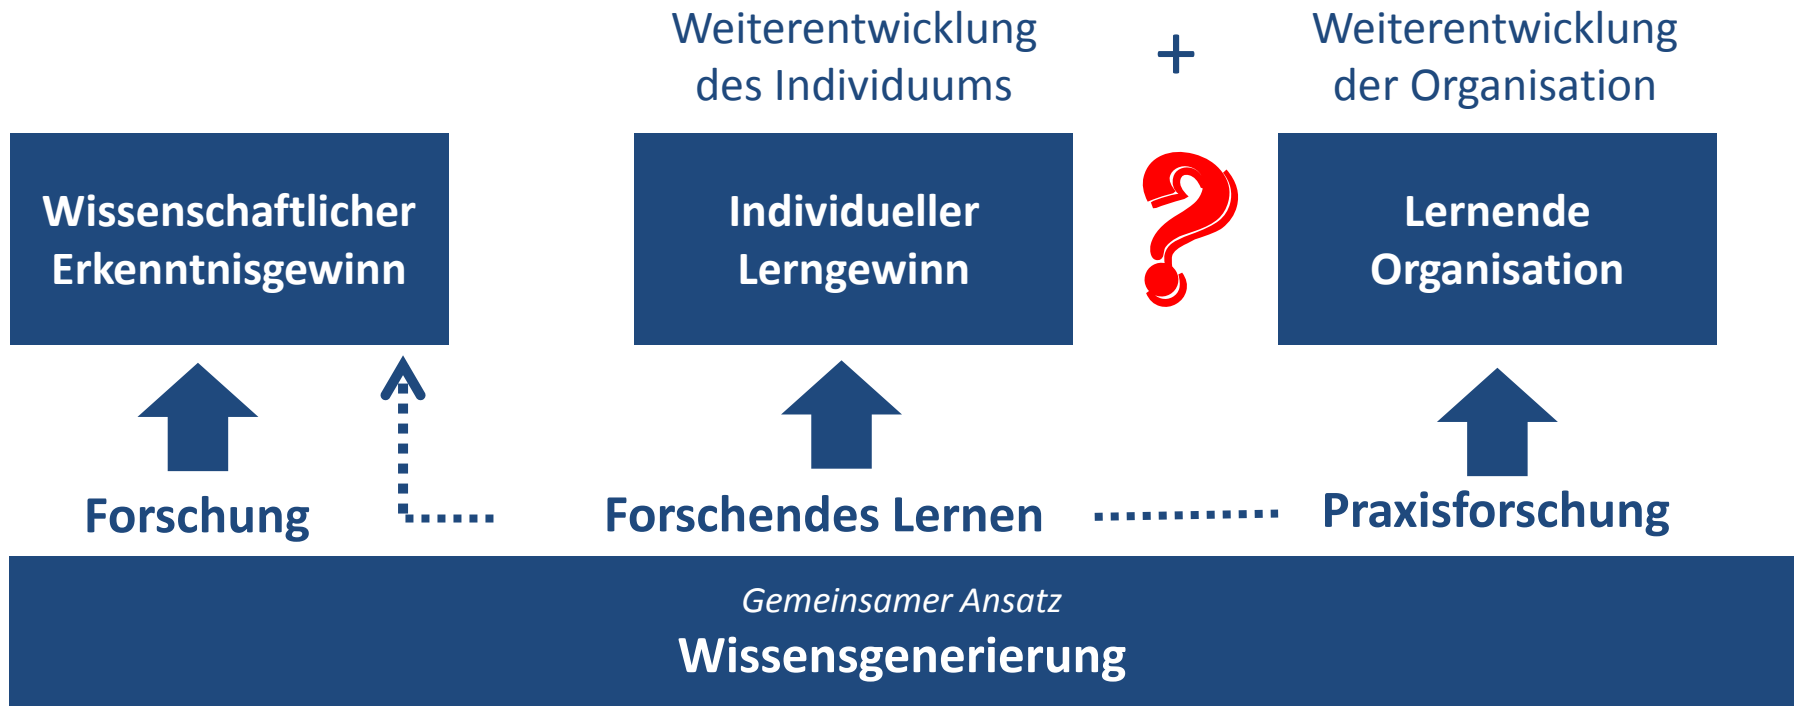 Weiterentwicklung
des Individuums
+
Weiterentwicklung
der Organisation
Wissenschaftlicher
Erkenntnisgewinn
Individueller
Lerngewinn
?
Lernende
Organisation
Forschung
Forschendes Lernen
Praxisforschung
Gemeinsamer Ansatz
Wissensgenerierung